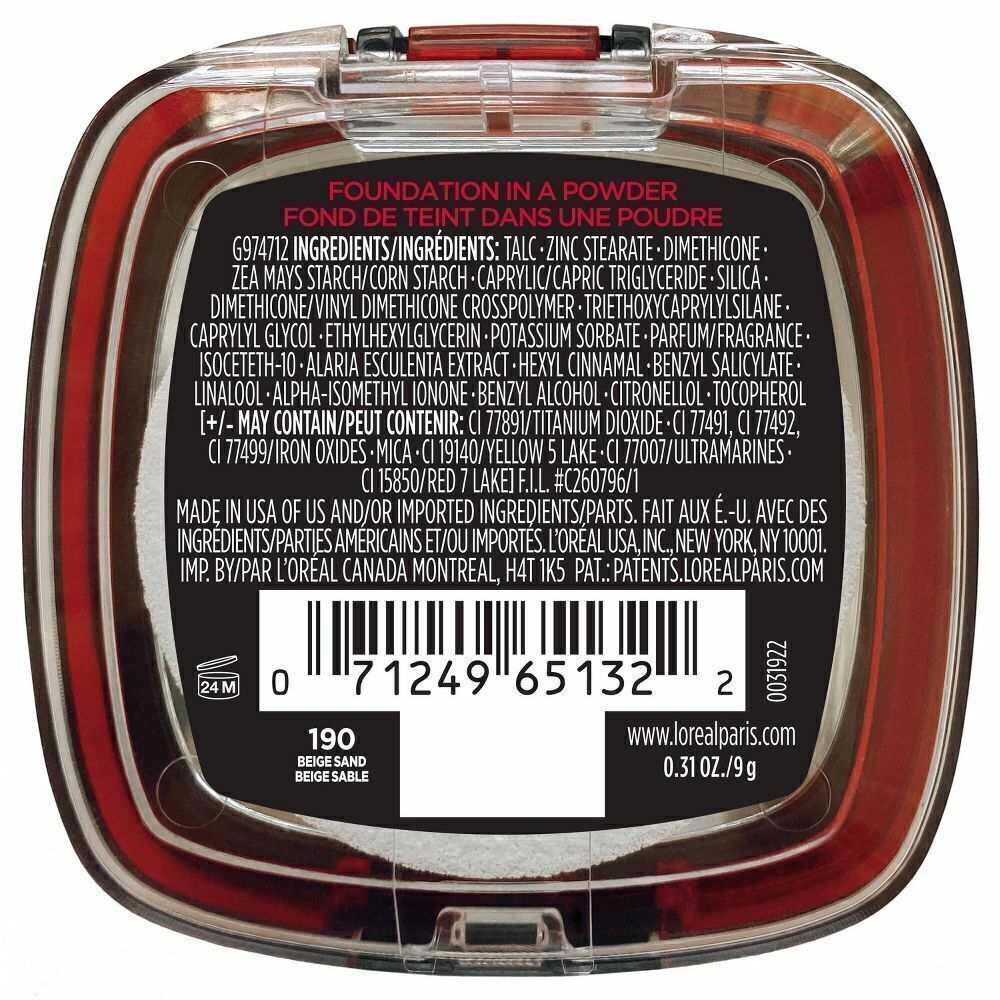 FOUNDATION IN A POWDER
FOND DE TEINT DANS UNE POUDRE
G974712 INGREDIENTS/INGRÉDIENTS: TALC • ZINC STEARATE • DIMETHICONE •
ZEA MAYS STARCH/CORN STARCH • CAPRYLIC/CAPRIC TRIGLYCERIDE • SILICA •
DIMETHICONE/VINYL DIMETHICONE CROSSPOLYMER • TRIETHOXYCAPRYLYLSILANE •
CAPRYLYL GLYCOL • ETHYLHEXYLGLYCERIN • POTASSIUM SORBATE • PARFUM/FRAGRANCE •
ISOCETETH-10 • ALARIA ESCULENTA EXTRACT • HEXYL CINNAMAL • BENZYL SALICYLATE •
LINALOOL • ALPHA-ISOMETHYL IONONE • BENZYL ALCOHOL • CITRONELLOL • TOCOPHEROL
[+/- MAY CONTAIN/PEUT CONTENIR: CI 77891/TITANIUM DIOXIDE • CI 77491, CI 77492,
CI 77499/IRON OXIDES • MICA • CI 19140/YELLOW 5 LAKE • CI 77007/ULTRAMARINES •
CI 15850/RED 7 LAKE] F.I.L. #C260796/1
MADE IN USA OF US AND/OR IMPORTED INGREDIENTS/PARTS. FAIT AUX É.-U. AVEC DES
INGRÉDIENTS/PARTIES AMÉRICAINS ET/OU IMPORTÉS. L'ORÉAL USA, INC., NEW YORK, NY 10001.
IMP. BY/PAR L'ORÉAL CANADA MONTREAL, H4T 1K5 PAT.: PATENTS.LOREALPARIS.COM
24 M
0 71249 65132 2
0031922
190
BEIGE SAND
BEIGE SABLE
www.lorealparis.com
0.31 OZ./9 g